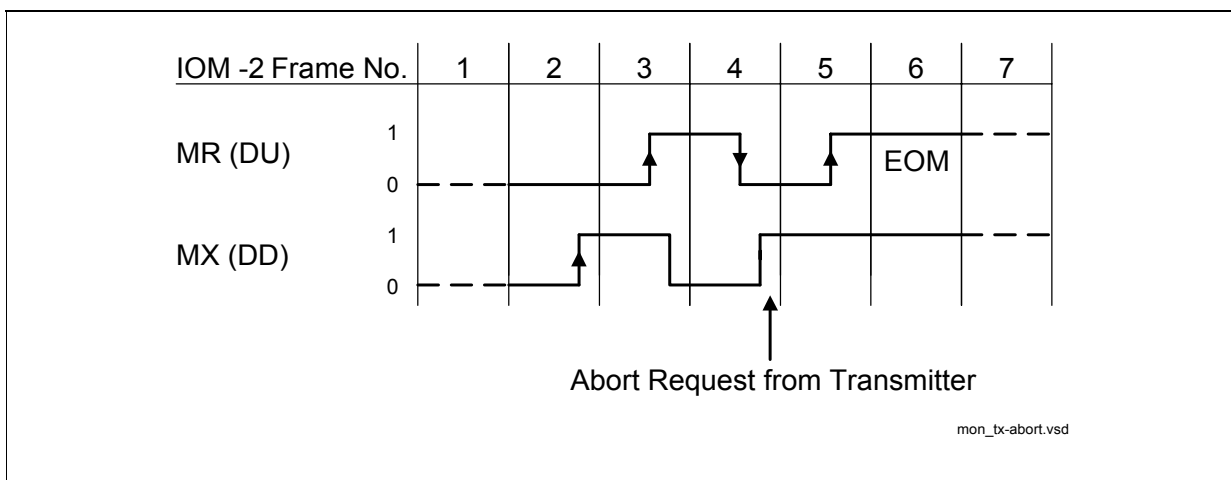 IOM -2 Frame No. 1 2 3 4 5 6 7
1
MR (DU)
EOM
0
1
MX (DD)
0
Abort Request from Transmitter
mon_tx-abort.vsd